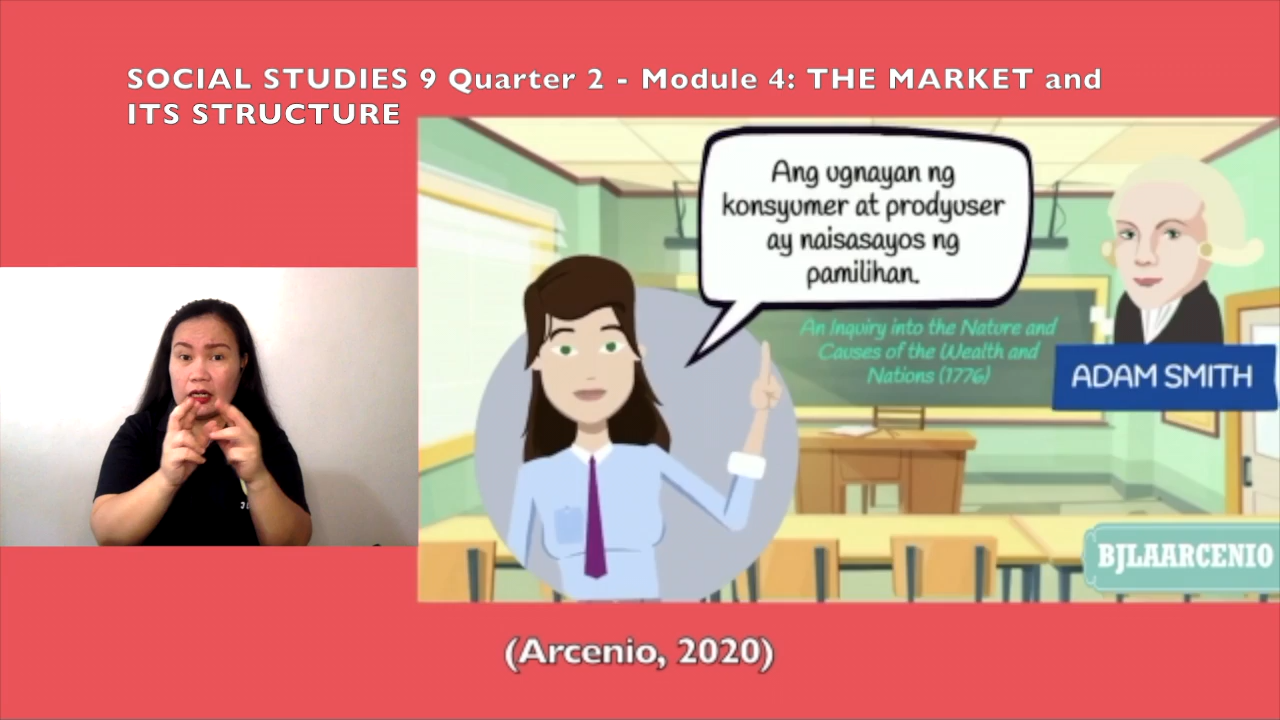 SOCIAL STUDIES 9 Quarter 2 - Module 4: THE MARKET and
ITS STRUCTURE
Ang ugnayan ng
konsyumer at prodyuser
ay naisasayos ng
pamilihan.
An Inquiry into the Nature and
Causes of the Wealth and
Nations (1776)
ADAM SMITH
BJLAARCENIO
(Arcenio, 2020)